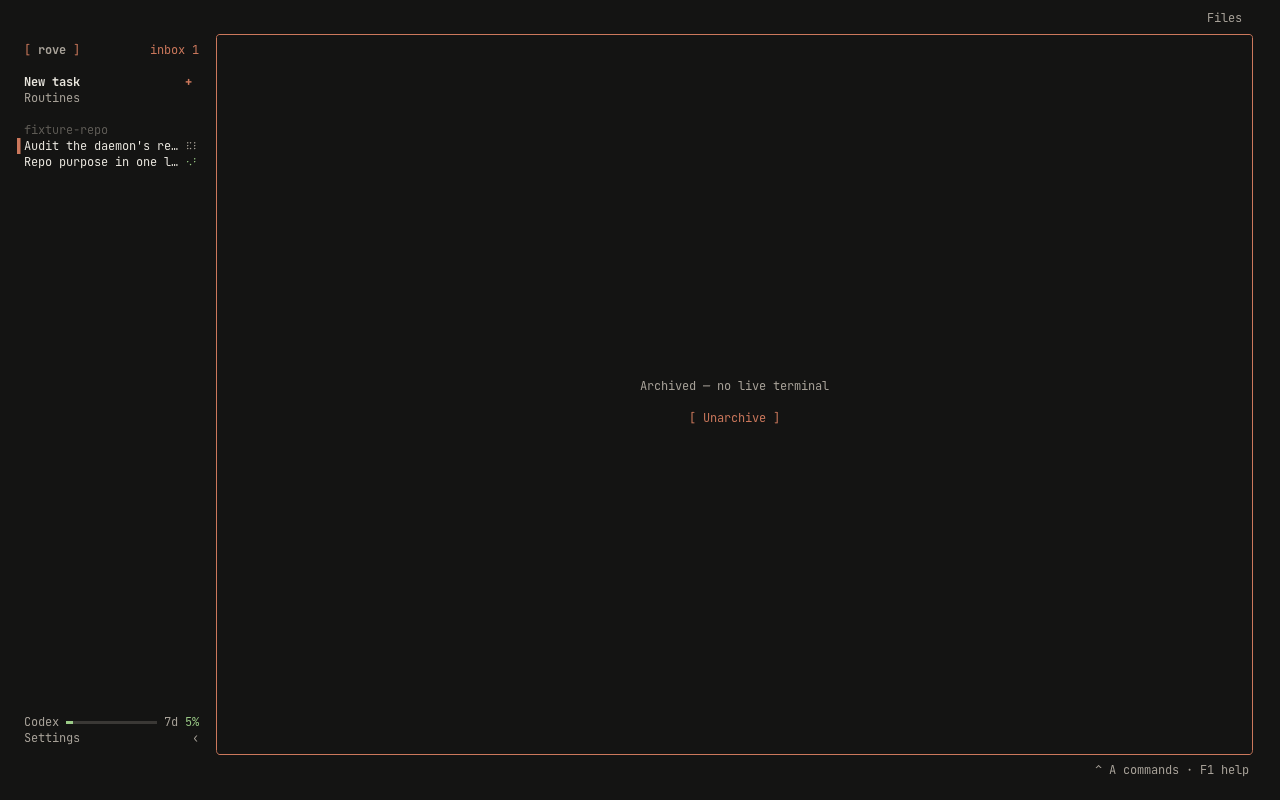 Files
[ rove ] inbox 1
New task +
Routines
fixture-repo
Audit the daemon's re…
Repo purpose in one l…
Archived — no live terminal
[ Unarchive ]
Codex 7d 5%
Settings ‹
^ A commands · F1 help